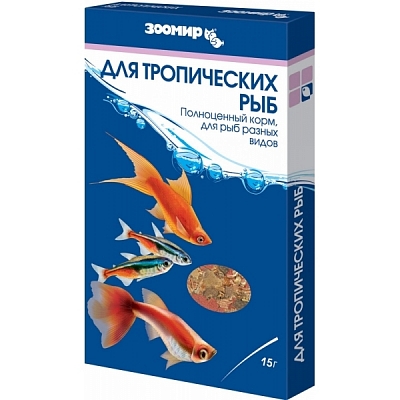 ЗООМИР
ДЛЯ ТРОПИЧЕСКИХ
РЫБ
Полноценный корм,
для рыб разных
видов
15г
ДЛЯ ТРОПИЧЕСКИХ РЫБ